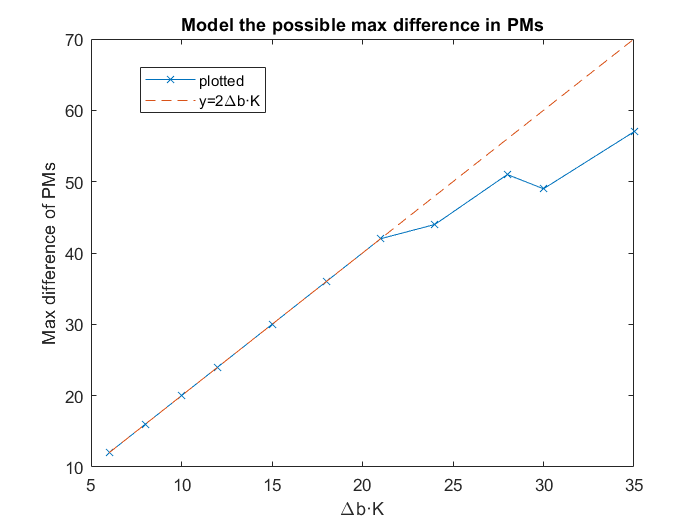 Model the possible max difference in PMs
70
60
50
40
30
20
10
Max difference of PMs
plotted
y=2Δb·K
5 10 15 20 25 30 35
Δb·K